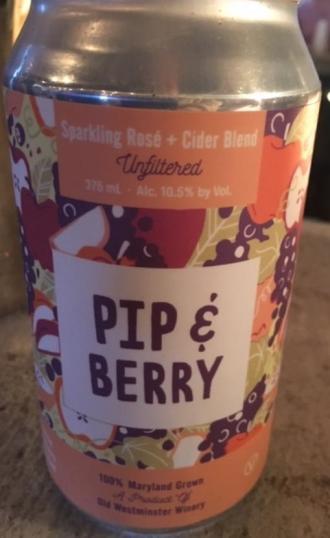 Sparkling Rosé + Cider Blend
Unfiltered
375 mL · Alc. 10.5% by Vol.
PIP &
BERRY
100% Maryland Grown
A Product Of
Old Westminster Winery